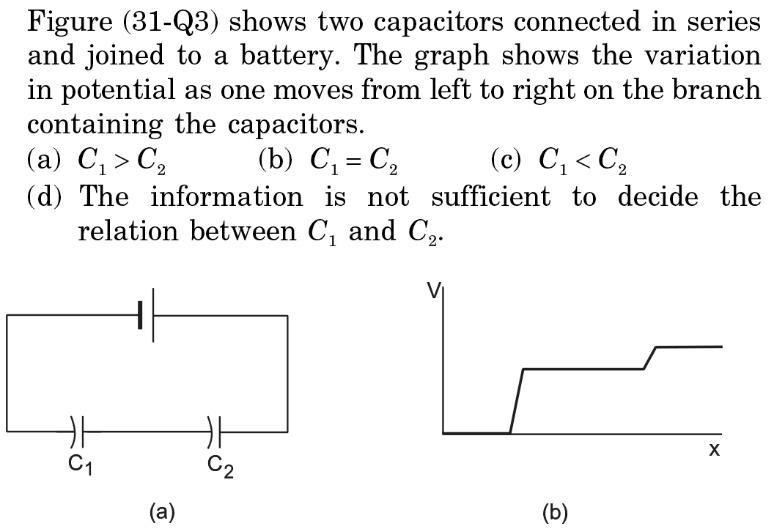 Figure (31-Q3) shows two capacitors connected in series
and joined to a battery. The graph shows the variation
in potential as one moves from left to right on the branch
containing the capacitors.
(a) C₁ > C₂ (b) C₁ = C₂ (c) C₁ < C₂
(d) The information is not sufficient to decide the
relation between C₁ and C₂.
V
C₁ C₂
x
(a) (b)